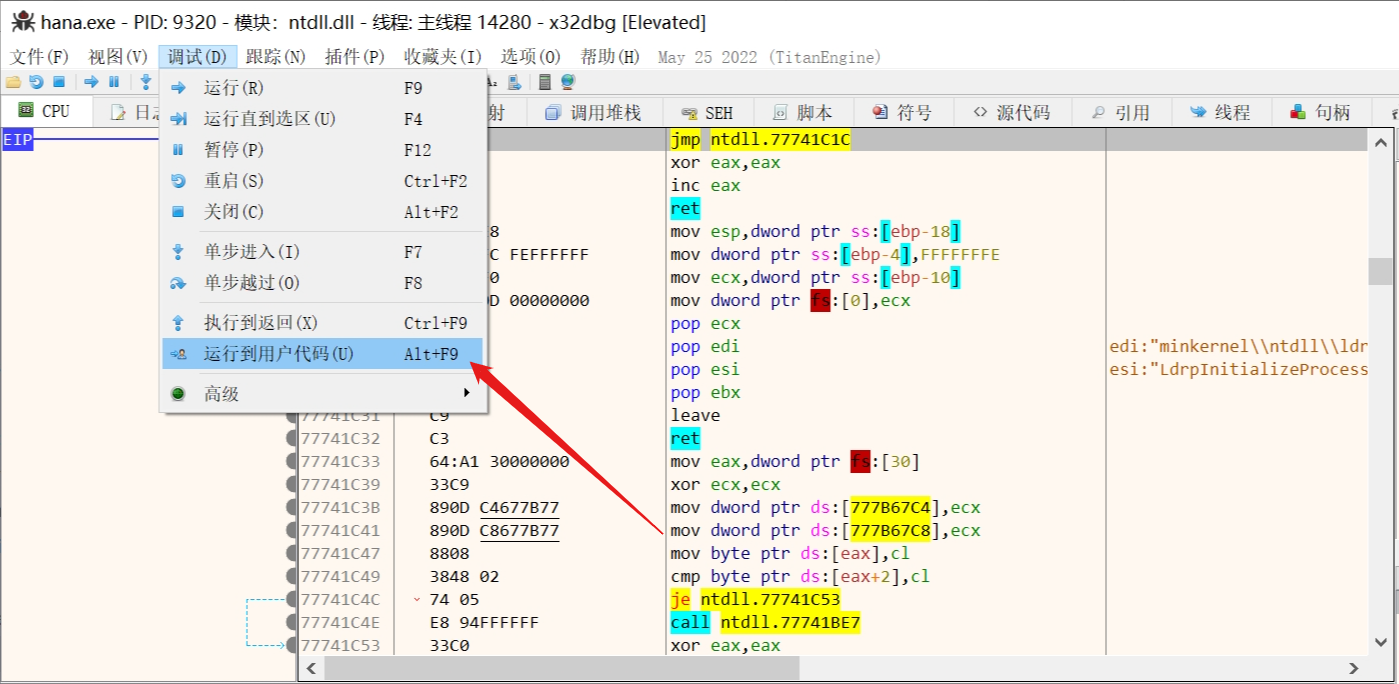 hana.exe - PID: 9320 - 模块: ntdll.dll - 线程: 主线程 14280 - x32dbg [Elevated]
文件(F) 视图(V) 调试(D) 跟踪(N) 插件(P) 收藏夹(I) 选项(O) 帮助(H) May 25 2022 (TitanEngine)
CPU 日 射 调用堆栈 SEH 脚本 符号 源代码 引用 线程 句柄
运行(R) F9
运行直到选区(U) F4
暂停(P) F12
重启(S) Ctrl+F2
关闭(C) Alt+F2
单步进入(I) F7
单步越过(O) F8
执行到返回(X) Ctrl+F9
运行到用户代码(U) Alt+F9
高级
EIP jmp ntdll.77741C1C
xor eax,eax
inc eax
ret
8 mov esp,dword ptr ss:[ebp-18]
C FEFFFFFF mov dword ptr ss:[ebp-4],FFFFFFFE
0 mov ecx,dword ptr ss:[ebp-10]
D 00000000 mov dword ptr fs:[0],ecx
pop ecx
pop edi edi:"minkernel\\ntdll\\ldr
pop esi esi:"LdrpInitializeProcess
pop ebx
77741C31 C9 leave
77741C32 C3 ret
77741C33 64:A1 30000000 mov eax,dword ptr fs:[30]
77741C39 33C9 xor ecx,ecx
77741C3B 890D C4677B77 mov dword ptr ds:[777B67C4],ecx
77741C41 890D C8677B77 mov dword ptr ds:[777B67C8],ecx
77741C47 8808 mov byte ptr ds:[eax],cl
77741C49 3848 02 cmp byte ptr ds:[eax+2],cl
77741C4C 74 05 je ntdll.77741C53
77741C4E E8 94FFFFFF call ntdll.77741BE7
77741C53 33C0 xor eax,eax